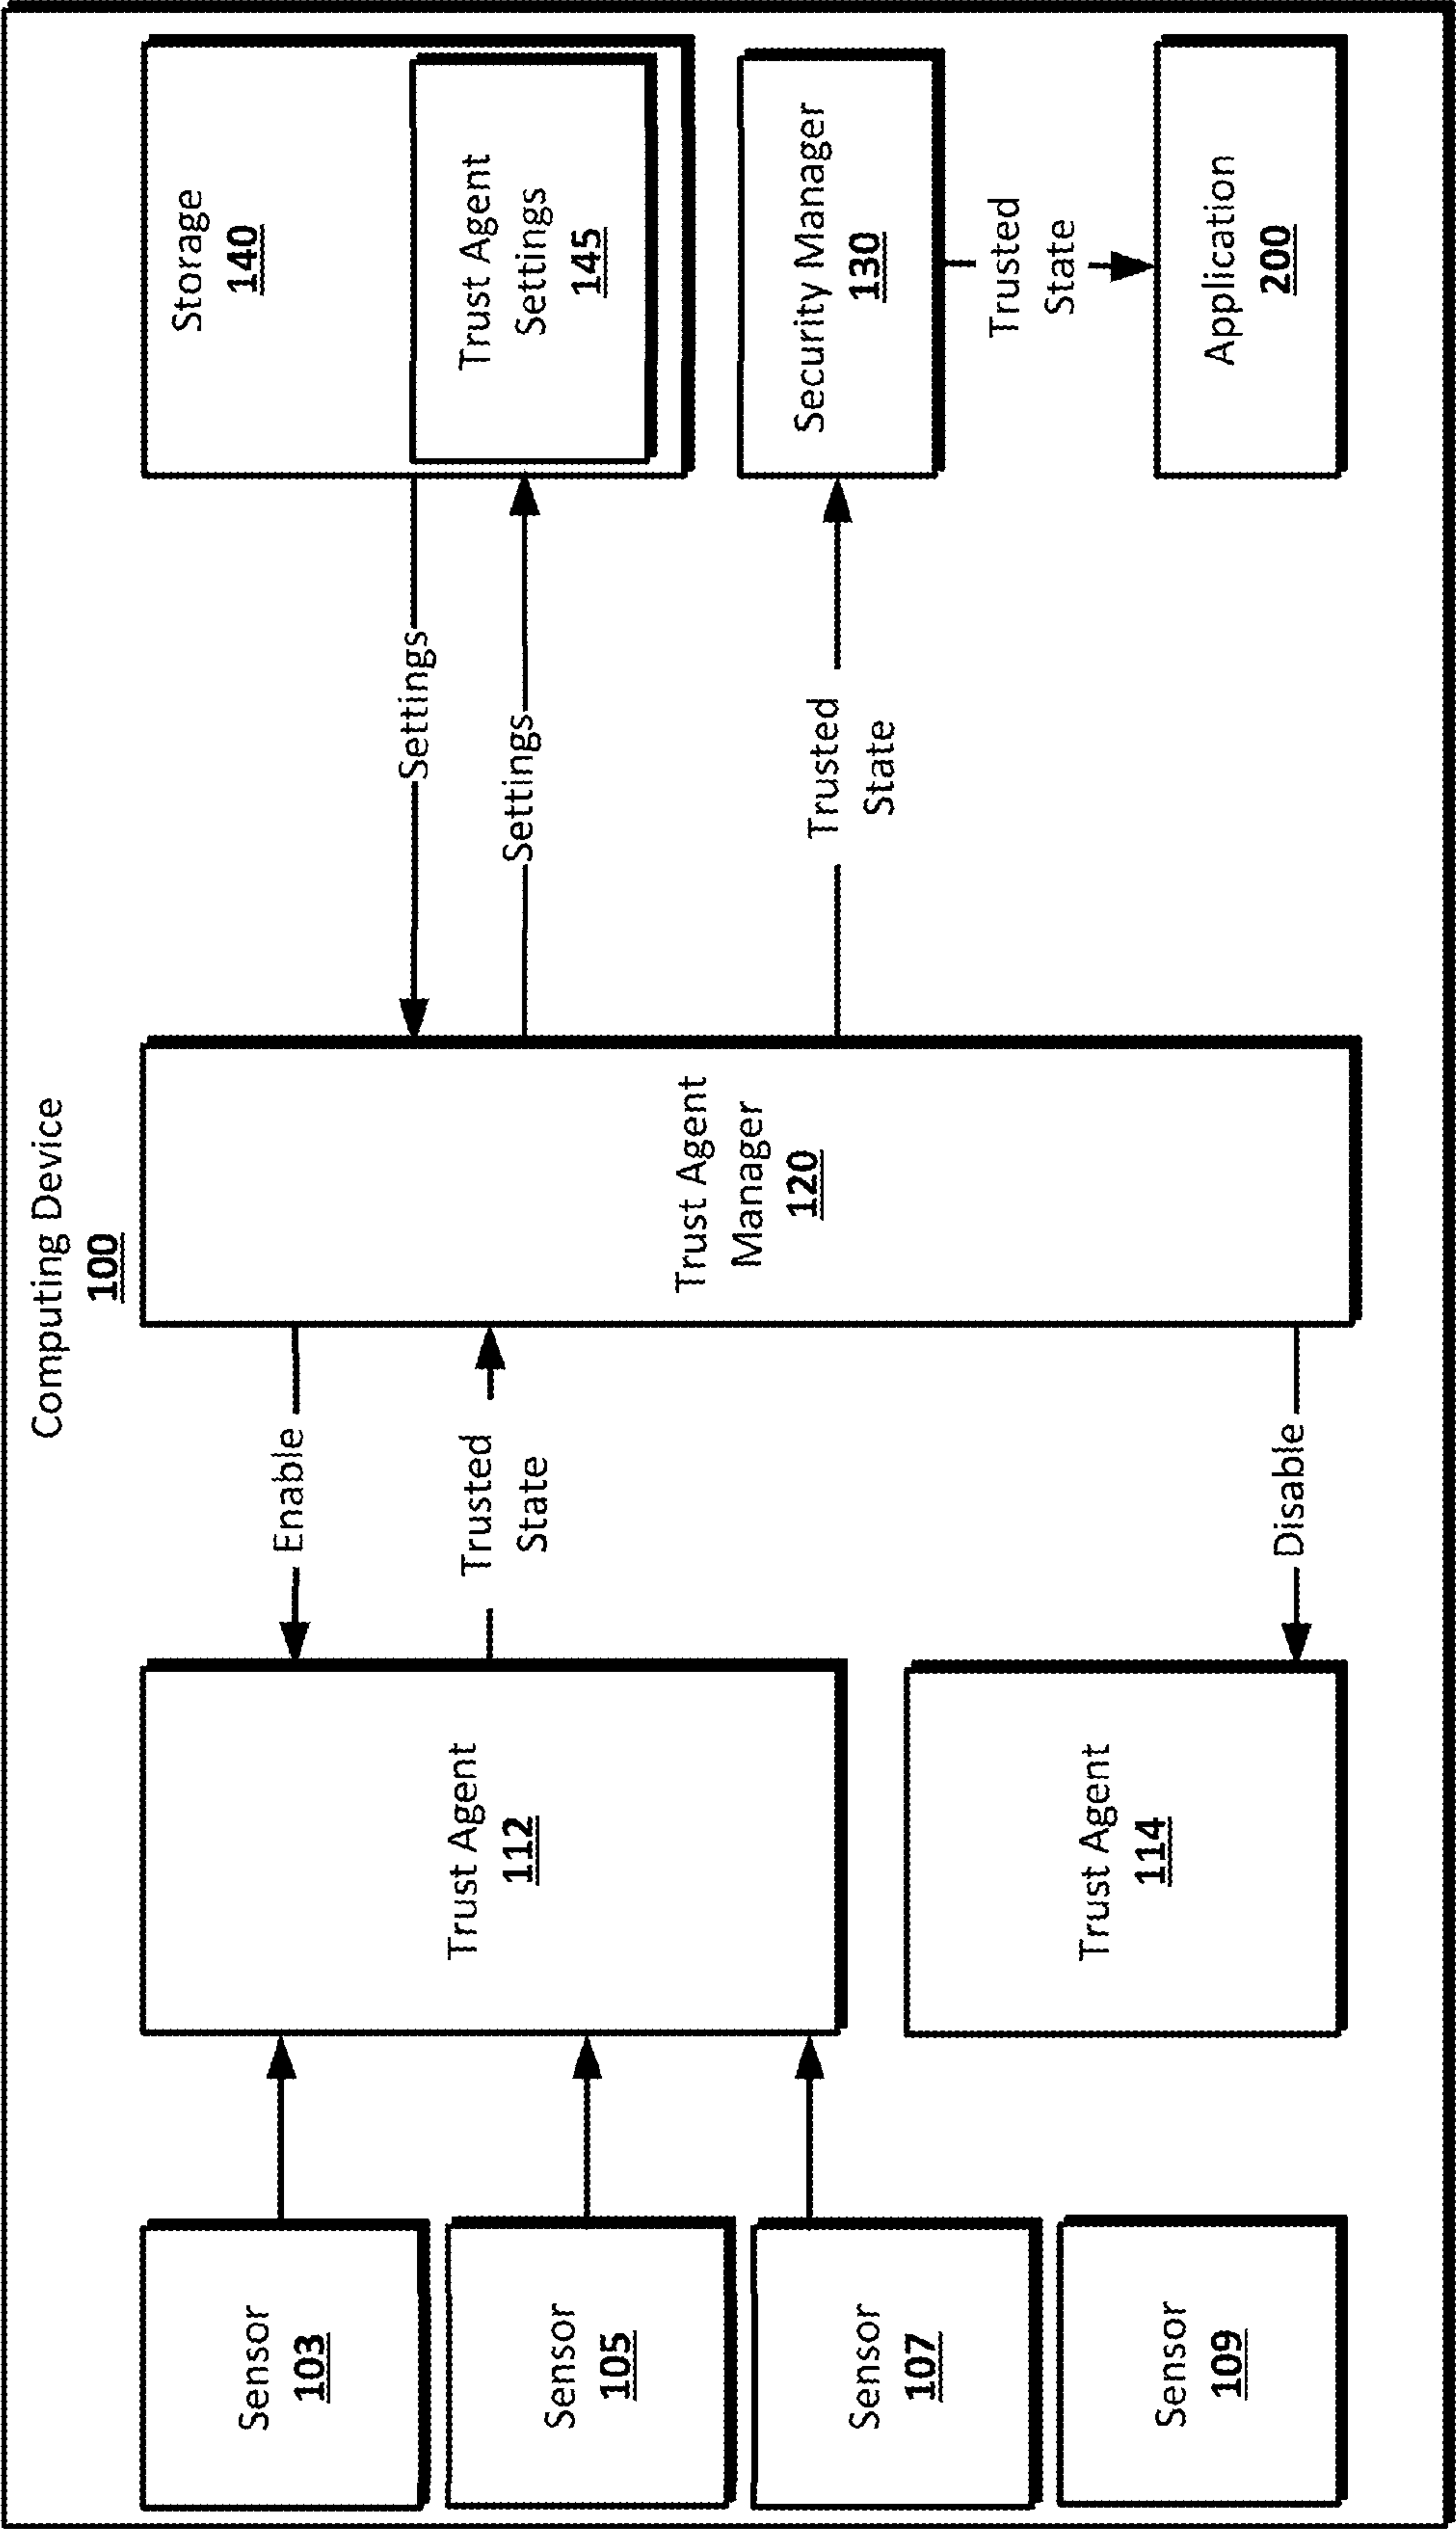 Computing Device
100
Sensor
103
Sensor
105
Sensor
107
Sensor
109
Trust Agent
112
Trust Agent
114
Enable
Trusted
State
Disable
Trust Agent
Manager
120
Settings
Settings
Trusted
State
Storage
140
Trust Agent
Settings
145
Security Manager
130
Trusted
State
Application
200